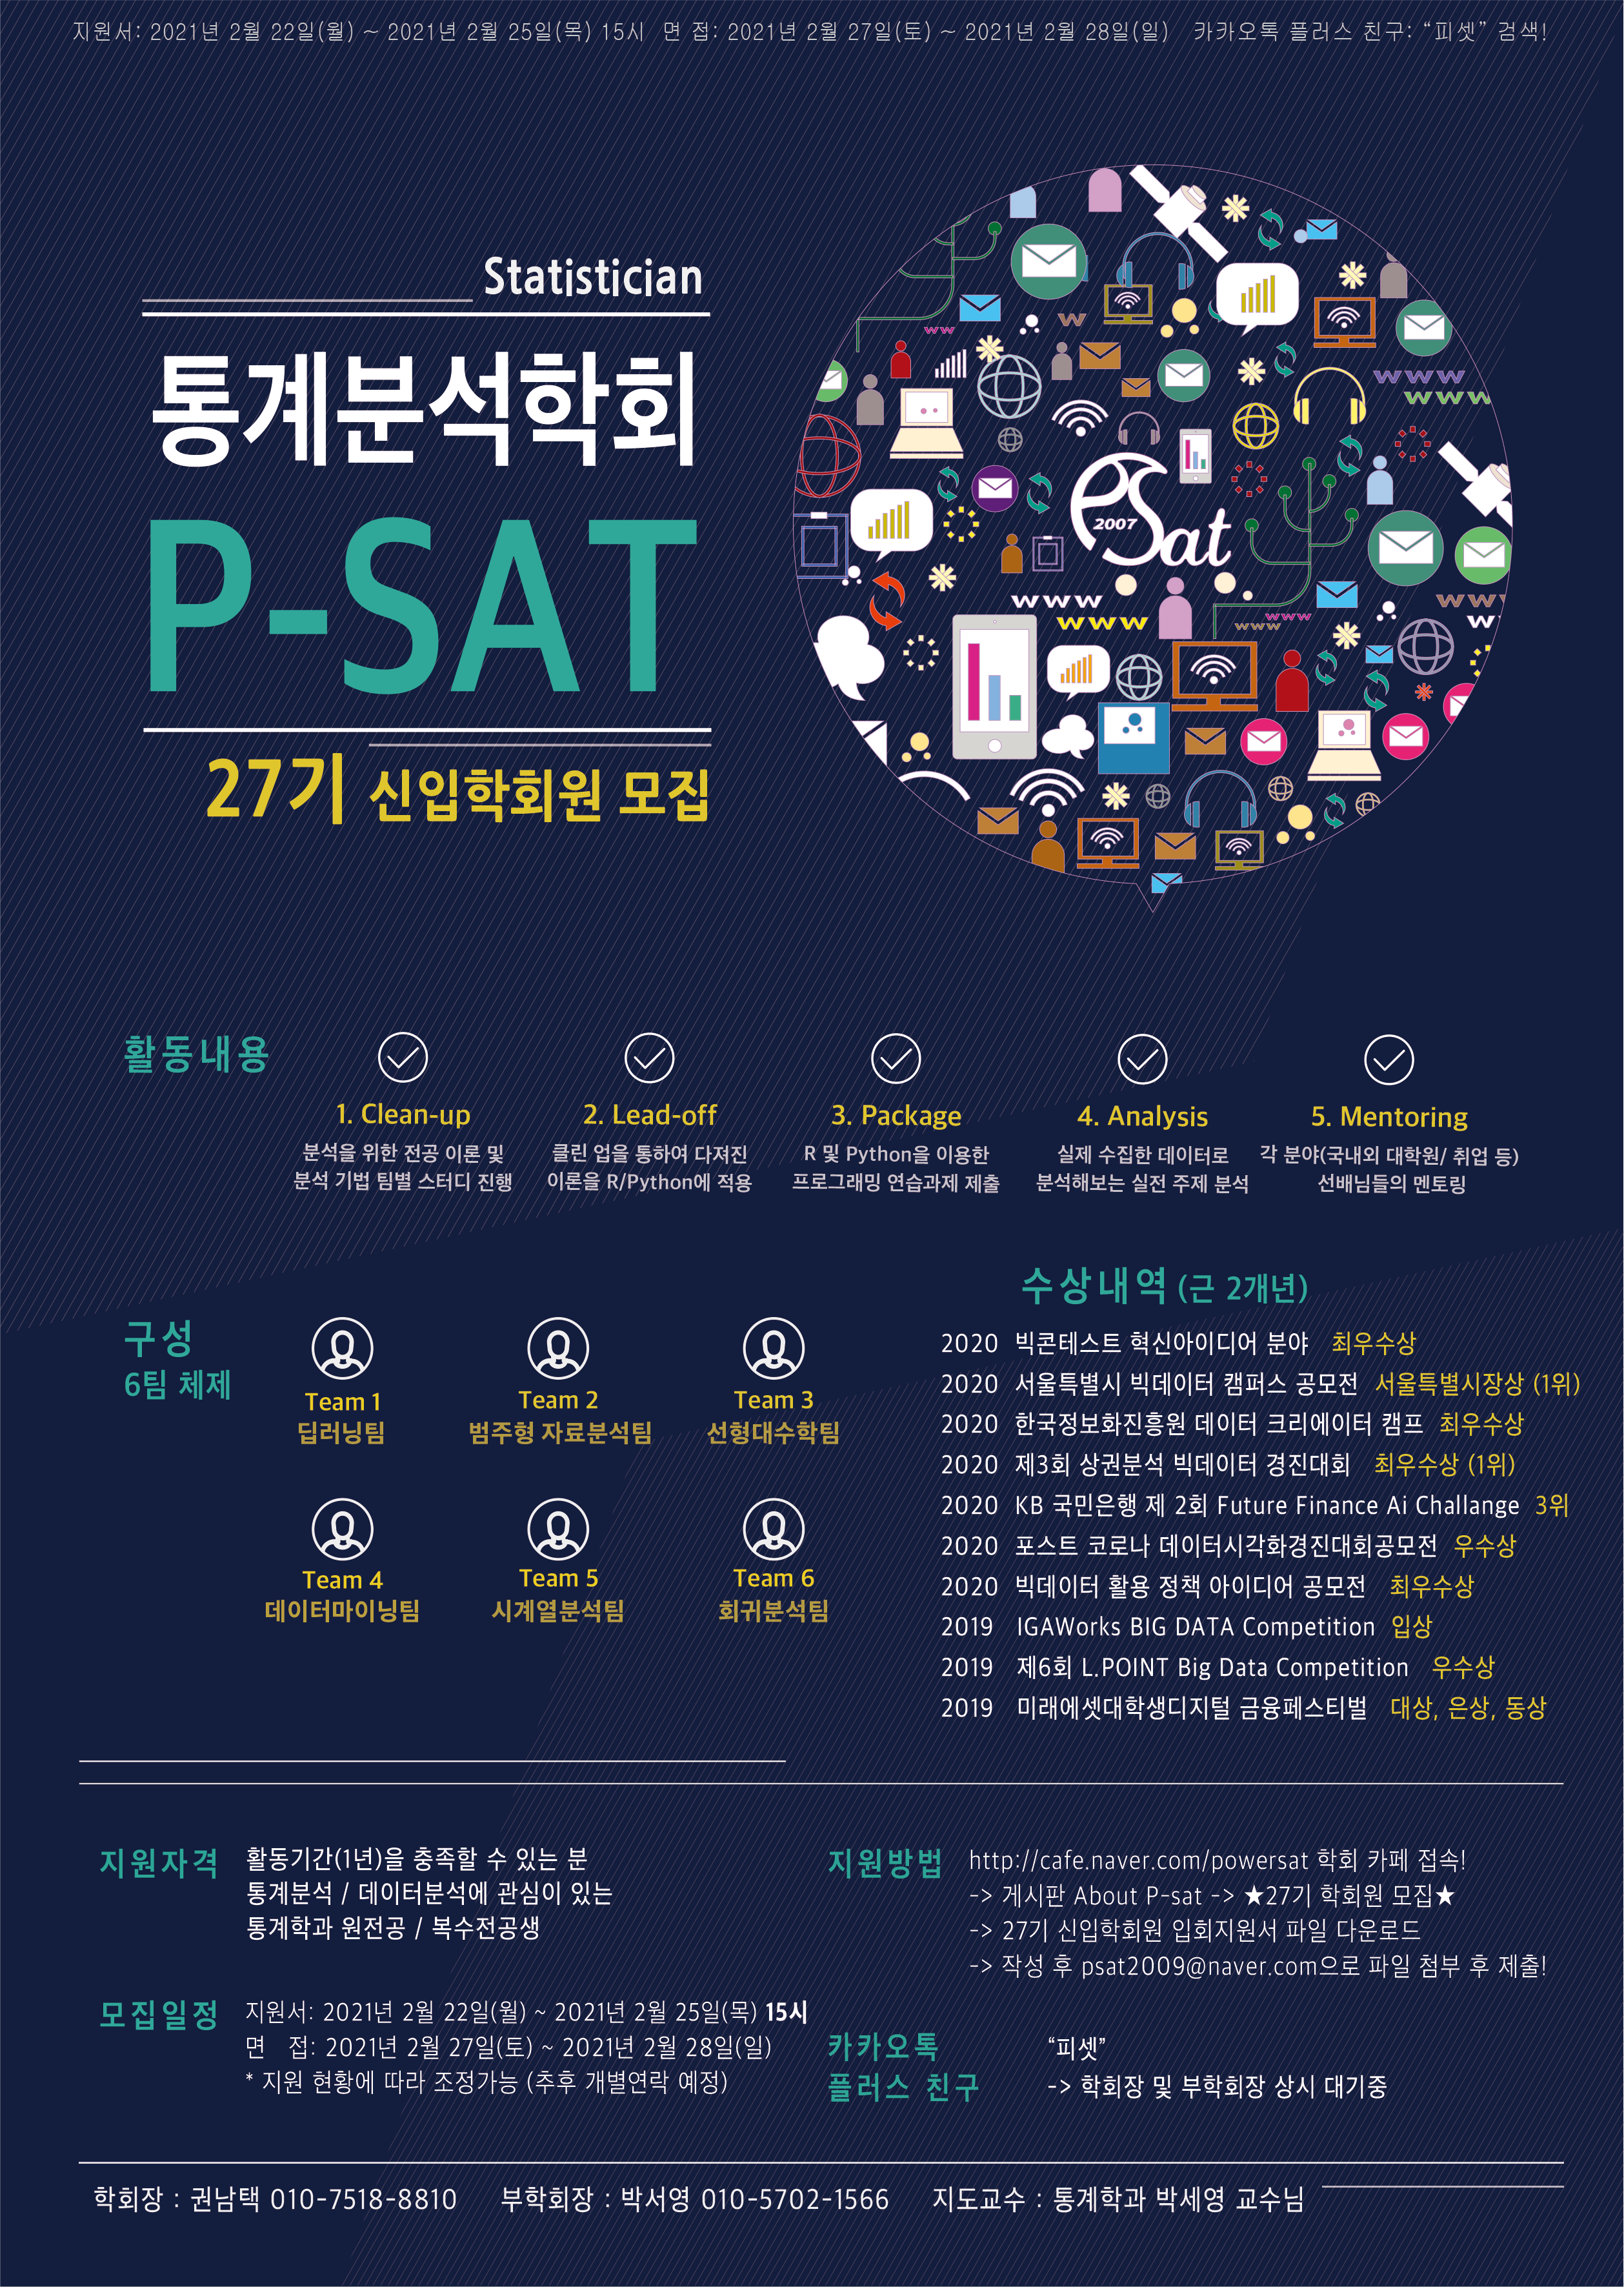 지원서: 2021년 2월 22일(월) ~ 2021년 2월 25일(목) 15시 면 접: 2021년 2월 27일(토) ~ 2021년 2월 28일(일) 카카오톡 플러스 친구: “피셋” 검색!
Statistician
통계분석학회
P-SAT
27기 신입학회원 모집
PSat
2007
www
활동내용
1. Clean-up
분석을 위한 전공 이론 및
분석 기법 팀별 스터디 진행
2. Lead-off
클린 업을 통하여 다져진
이론을 R/Python에 적용
3. Package
R 및 Python을 이용한
프로그래밍 연습과제 제출
4. Analysis
실제 수집한 데이터로
분석해보는 실전 주제 분석
5. Mentoring
각 분야(국내외 대학원/ 취업 등)
선배님들의 멘토링
구성
6팀 체제
Team 1
딥러닝팀
Team 2
범주형 자료분석팀
Team 3
선형대수학팀
Team 4
데이터마이닝팀
Team 5
시계열분석팀
Team 6
회귀분석팀
수상내역 (근 2개년)
2020 빅콘테스트 혁신아이디어 분야 최우수상
2020 서울특별시 빅데이터 캠퍼스 공모전 서울특별시장상 (1위)
2020 한국정보화진흥원 데이터 크리에이터 캠프 최우수상
2020 제3회 상권분석 빅데이터 경진대회 최우수상 (1위)
2020 KB 국민은행 제 2회 Future Finance Ai Challange 3위
2020 포스트 코로나 데이터시각화경진대회공모전 우수상
2020 빅데이터 활용 정책 아이디어 공모전 최우수상
2019 IGAWorks BIG DATA Competition 입상
2019 제6회 L.POINT Big Data Competition 우수상
2019 미래에셋대학생디지털 금융페스티벌 대상, 은상, 동상
지원자격
활동기간(1년)을 충족할 수 있는 분
통계분석 / 데이터분석에 관심이 있는
통계학과 원전공 / 복수전공생
모집일정
지원서: 2021년 2월 22일(월) ~ 2021년 2월 25일(목) 15시
면 접: 2021년 2월 27일(토) ~ 2021년 2월 28일(일)
* 지원 현황에 따라 조정가능 (추후 개별연락 예정)
지원방법
http://cafe.naver.com/powersat 학회 카페 접속!
-> 게시판 About P-sat -> ★27기 학회원 모집★
-> 27기 신입학회원 입회지원서 파일 다운로드
-> 작성 후 psat2009@naver.com으로 파일 첨부 후 제출!
카카오톡
플러스 친구
“피셋”
-> 학회장 및 부학회장 상시 대기중
학회장 : 권남택 010-7518-8810 부학회장 : 박서영 010-5702-1566 지도교수 : 통계학과 박세영 교수님